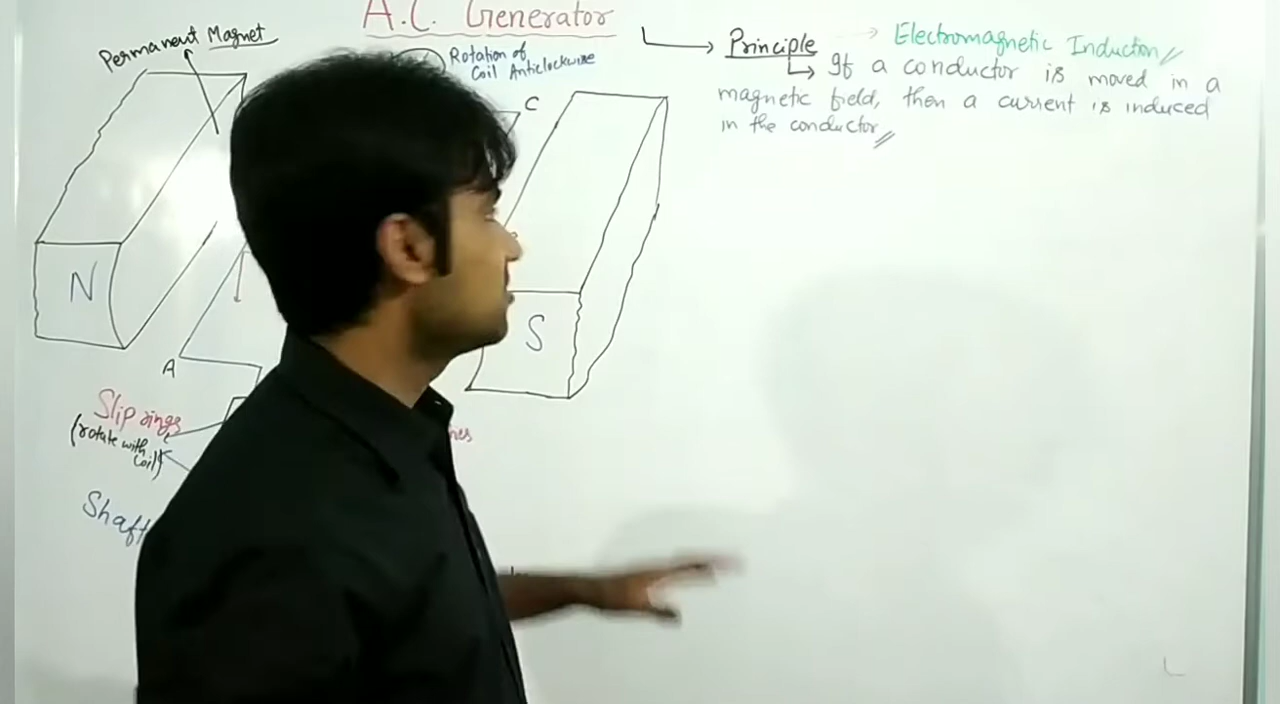 A.C. Generator
Permanent Magnet
Rotation of
Coil Anticlockwise
Principle → Electromagnetic Induction
If a conductor is moved in a
magnetic field, then a current is induced
in the conductor
C
N
S
A
Slip rings
(rotate with
coil)
Shaft